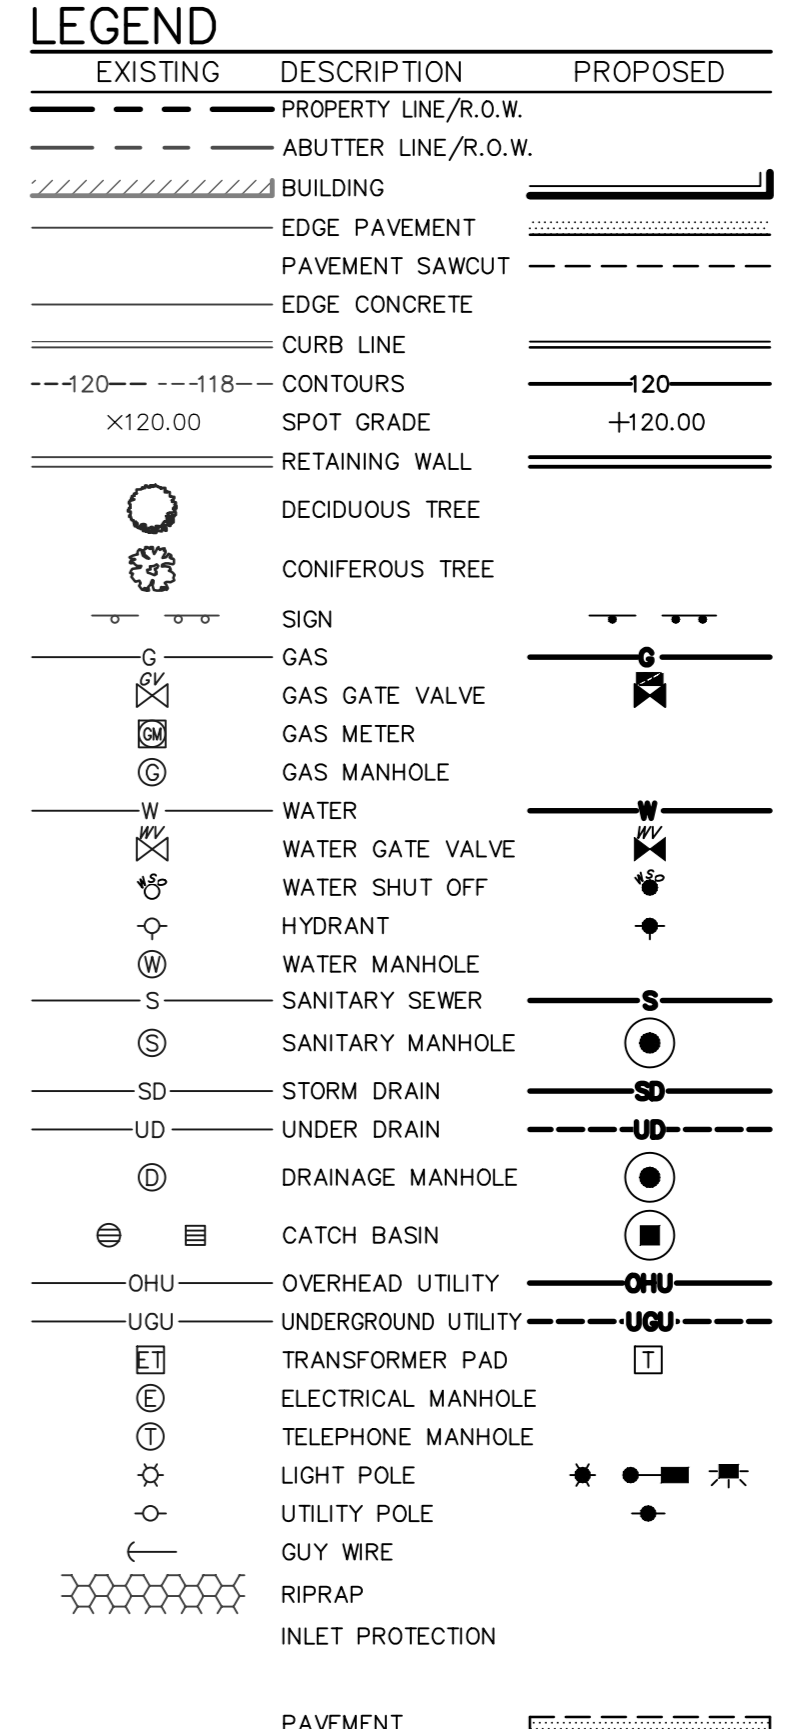 LEGEND
EXISTING DESCRIPTION PROPOSED
PROPERTY LINE/R.O.W.
ABUTTER LINE/R.O.W.
BUILDING
EDGE PAVEMENT
PAVEMENT SAWCUT
EDGE CONCRETE
CURB LINE
120 118 CONTOURS 120
×120.00 SPOT GRADE +120.00
RETAINING WALL
DECIDUOUS TREE
CONIFEROUS TREE
SIGN
G GAS G
GV GAS GATE VALVE
GM GAS METER
G GAS MANHOLE
W WATER W
WV WATER GATE VALVE WV
WSO WATER SHUT OFF WSO
HYDRANT
W WATER MANHOLE
S SANITARY SEWER S
S SANITARY MANHOLE
SD STORM DRAIN SD
UD UNDER DRAIN UD
D DRAINAGE MANHOLE
CATCH BASIN
OHU OVERHEAD UTILITY OHU
UGU UNDERGROUND UTILITY UGU
ET TRANSFORMER PAD T
E ELECTRICAL MANHOLE
T TELEPHONE MANHOLE
LIGHT POLE
UTILITY POLE
GUY WIRE
RIPRAP
INLET PROTECTION
PAVEMENT